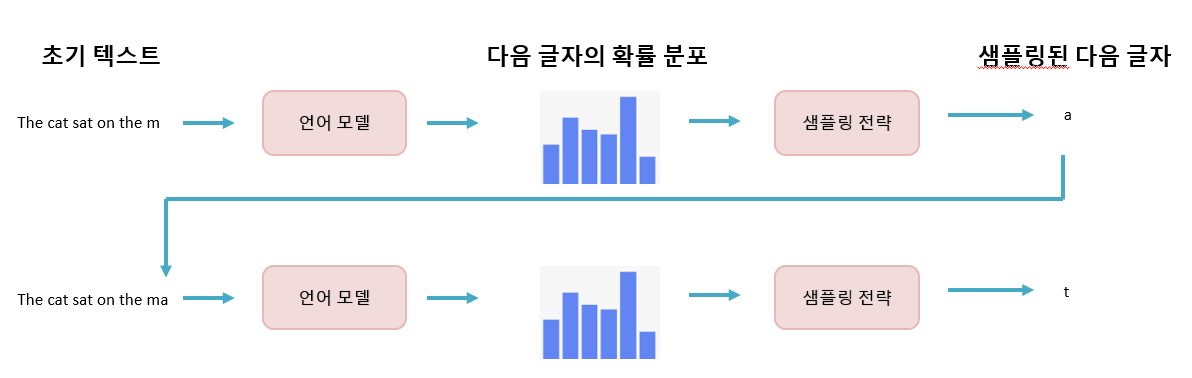 초기 텍스트
다음 글자의 확률 분포
샘플링된 다음 글자
The cat sat on the m
언어 모델
샘플링 전략
a
The cat sat on the ma
언어 모델
샘플링 전략
t